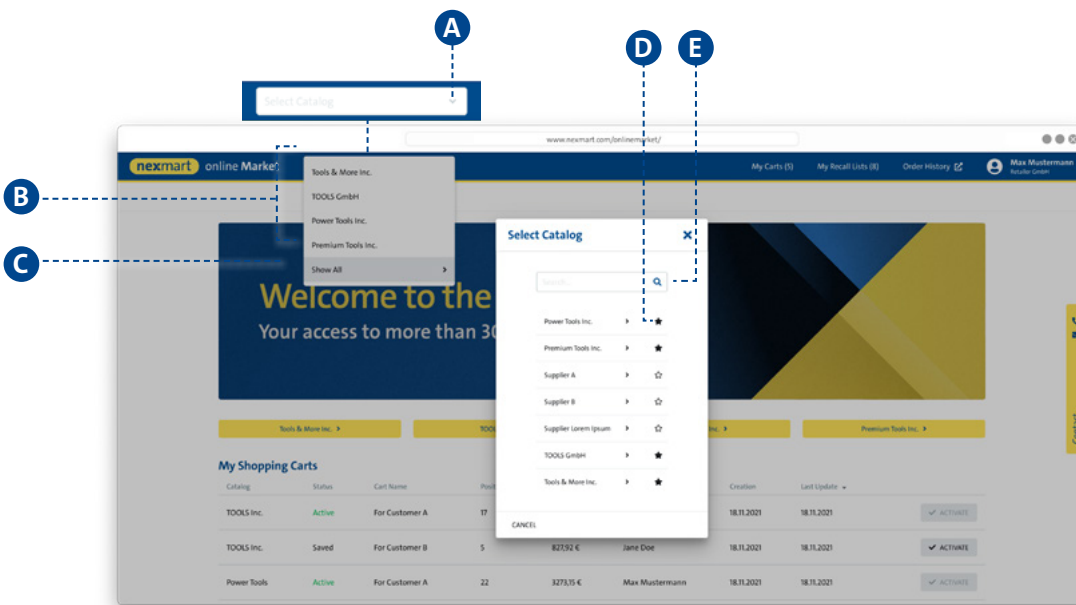 A
D E
Select Catalog
www.nexmart.com/onlinemarket/
nexmart online Market
My Carts (5) My Recall Lists (8) Order History Max Mustermann
Retailer GmbH
B
C
Tools & More Inc.
TOOLS GmbH
Power Tools Inc.
Premium Tools Inc.
Show All
Welcome to the
Your access to more than 30
Select Catalog
Search...
Power Tools Inc.
Premium Tools Inc.
Supplier A
Supplier B
Supplier Lorem Ipsum
TOOLS GmbH
Tools & More Inc.
CANCEL
Contact
Tools & More Inc. TOO Inc. Premium Tools Inc.
My Shopping Carts
Catalog Status Cart Name Posit Creation Last Update
TOOLS Inc. Active For Customer A 17 18.11.2021 18.11.2021 ACTIVATE
TOOLS Inc. Saved For Customer B 5 827,92 € Jane Doe 18.11.2021 18.11.2021 ACTIVATE
Power Tools Active For Customer A 22 3273,15 € Max Mustermann 18.11.2021 18.11.2021 ACTIVATE